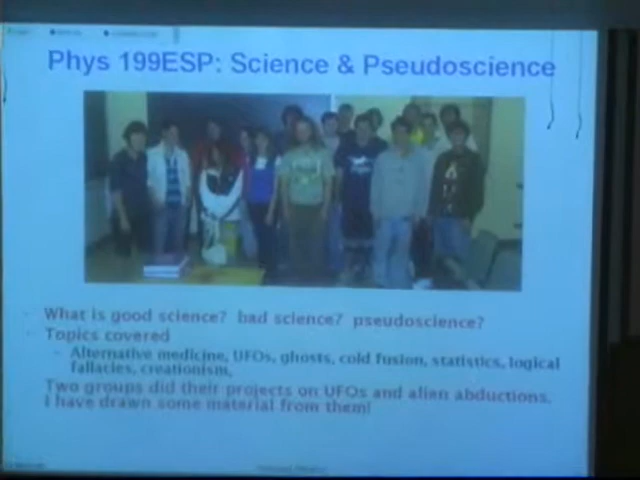 Phys 199ESP: Science & Pseudoscience
What is good science? bad science? pseudoscience?
Topics covered
Alternative medicine, UFOs, ghosts, cold fusion, statistics, logical
fallacies, creationism,
Two groups did their projects on UFOs and alien abductions.
I have drawn some material from them!